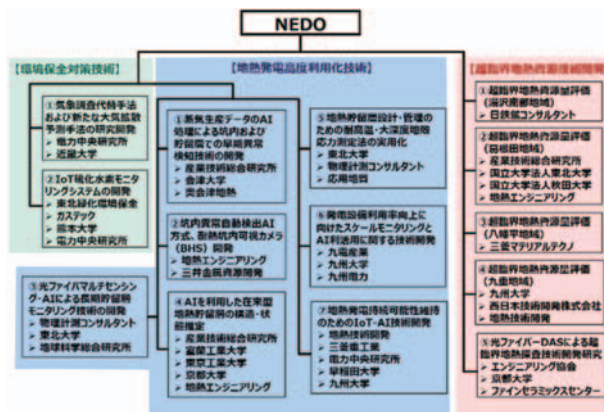 NEDO
【環境保全対策技術】
①気象調査代替手法
および新たな大気拡散
予測手法の研究開発
➢ 電力中央研究所
➢ 近畿大学
②IoT硫化水素モニタ
リングシステムの開発
➢ 東北緑化環境保全
➢ ガステック
➢ 熊本大学
➢ 電力中央研究所
【地熱発電高度利用化技術】
①蒸気生産データのAI
処理による坑内および
貯留層での早期異常
検知技術の開発
➢ 産業技術総合研究所
➢ 会津大学
➢ 奥会津地熱
②坑内異常自動検出AI
方式、耐熱坑内可視カメラ
(BHS)開発
➢ 地熱エンジニアリング
➢ 三井金属資源開発
③光ファイバマルチセンシン
グ・AIによる長期貯留層
モニタリング技術の開発
➢ 物理計測コンサルタント
➢ 東北大学
➢ 地球科学総合研究所
④AIを利用した在来型
地熱貯留層の構造・状
態推定
➢ 産業技術総合研究所
➢ 室蘭工業大学
➢ 東京工業大学
➢ 京都大学
➢ 地熱エンジニアリング
⑤地熱貯留層設計・管理
のための耐高温・大深度地殻
応力測定法の実用化
➢ 東北大学
➢ 物理計測コンサルタント
➢ 応用地質
⑥発電設備利用率向上に
向けたスケールモニタリングと
AI利活用に関する技術開発
➢ 九電産業
➢ 九州大学
➢ 九州電力
⑦地熱発電持続可能性維持
のためのIoT-AI技術開発
➢ 地熱技術開発
➢ 三菱重工業
➢ 電力中央研究所
➢ 早稲田大学
➢ 九州大学
【超臨界地熱資源技術開発】
①超臨界地熱資源量評価
(湯沢南部地域)
➢ 日鉄鉱コンサルタント
②超臨界地熱資源量評価
(葛根田地域)
➢ 産業技術総合研究所
➢ 国立大学法人東北大学
➢ 国立大学法人秋田大学
➢ 地熱エンジニアリング
③超臨界地熱資源量評価
(八幡平地域)
➢ 三菱マテリアルテクノ
④超臨界地熱資源量評価
(九重地域)
➢ 九州大学
➢ 西日本技術開発株式会社
➢ 地熱技術開発
⑤光ファイバーDASによる超
臨界地熱探査技術開発研究
➢ エンジニアリング協会
➢ 京都大学
➢ ファインセラミックスセンター